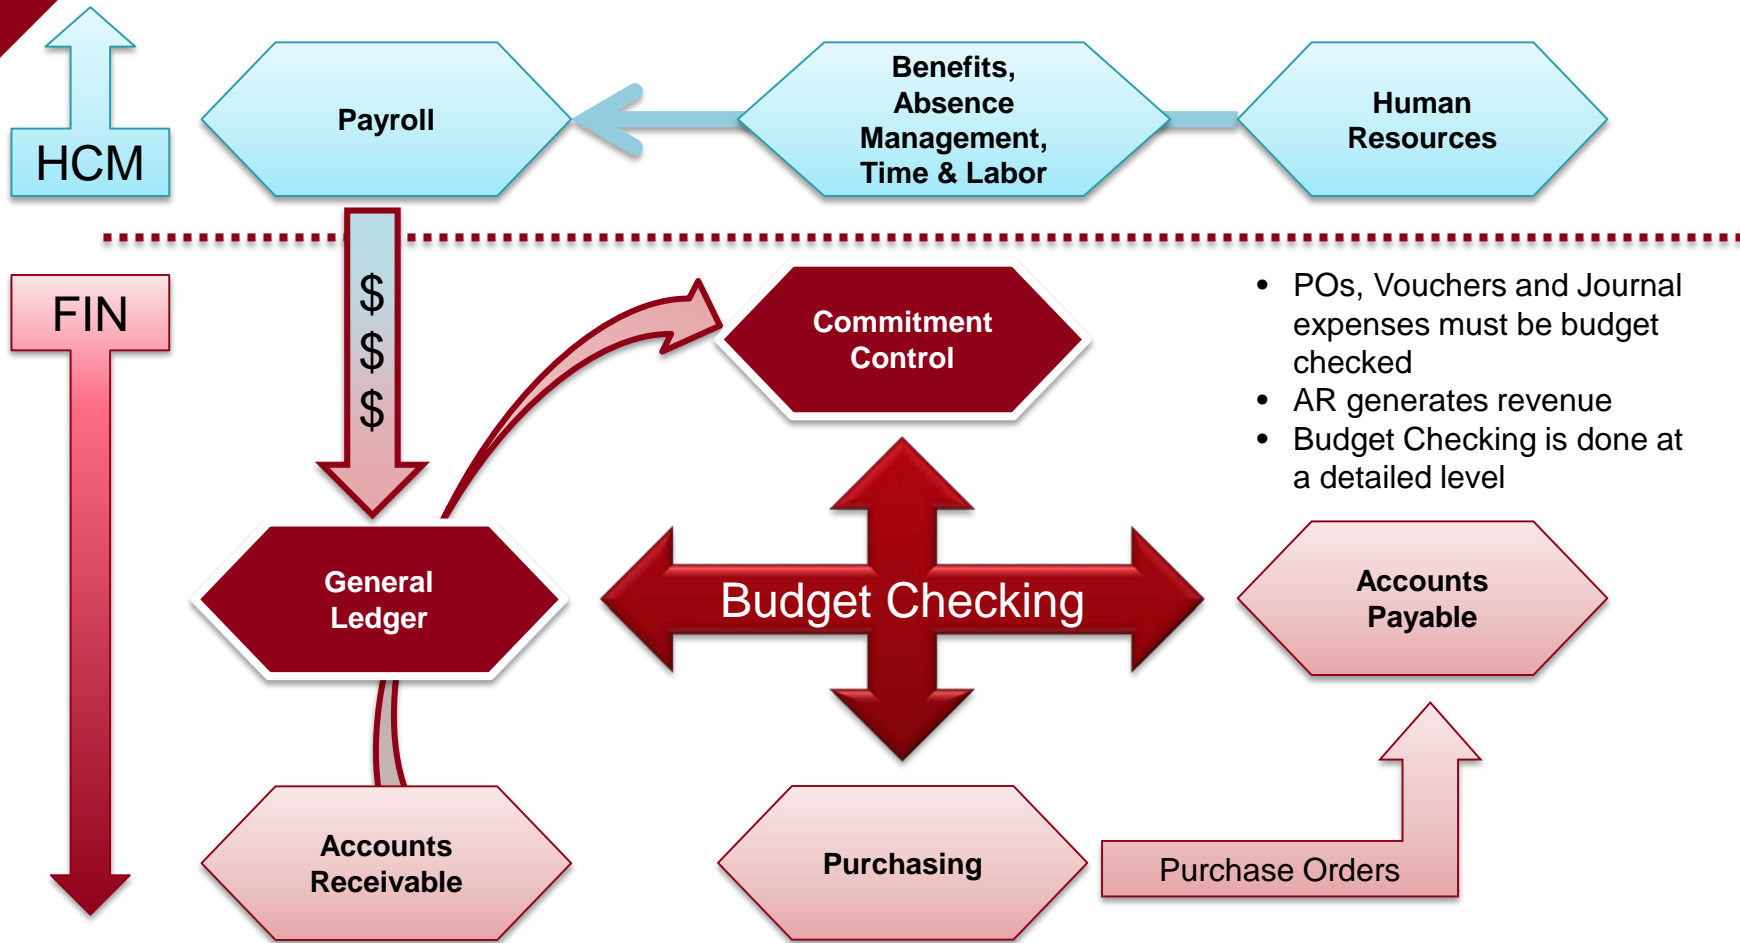 HCM
Payroll
Benefits,
Absence
Management,
Time & Labor
Human
Resources
FIN
$
$
$
Commitment
Control
• POs, Vouchers and Journal
expenses must be budget
checked
• AR generates revenue
• Budget Checking is done at
a detailed level
General
Ledger
Budget Checking
Accounts
Payable
Accounts
Receivable
Purchasing
Purchase Orders